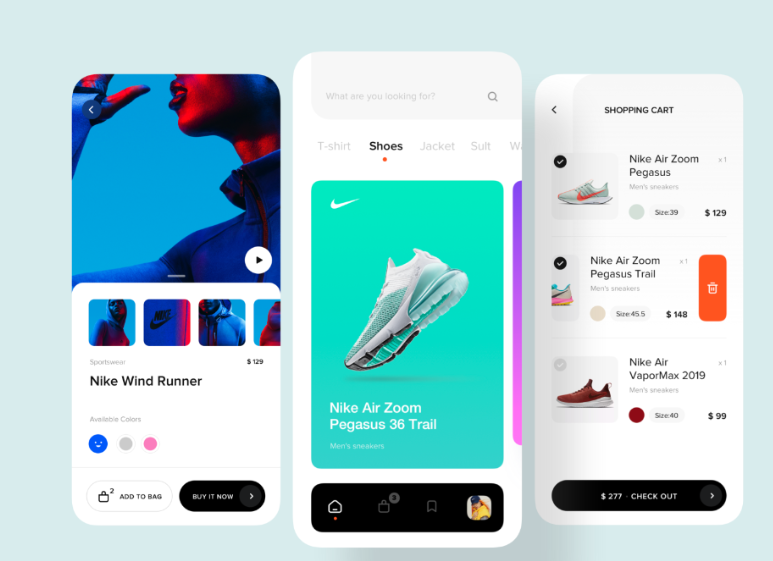 Sportswear
$ 129
Nike Wind Runner
Available Colors
2
ADD TO BAG
BUY IT NOW
What are you looking for?
T-shirt
Shoes
Jacket
Suit
Nike Air Zoom
Pegasus 36 Trail
Men's sneakers
3
SHOPPING CART
Nike Air Zoom
Pegasus
x 1
Men's sneakers
Size:39
$ 129
Nike Air Zoom
Pegasus Trail
x 1
Men's sneakers
Size:45.5
$ 148
Nike Air
VaporMax 2019
x 1
Men's sneakers
Size:40
$ 99
$ 277 · CHECK OUT